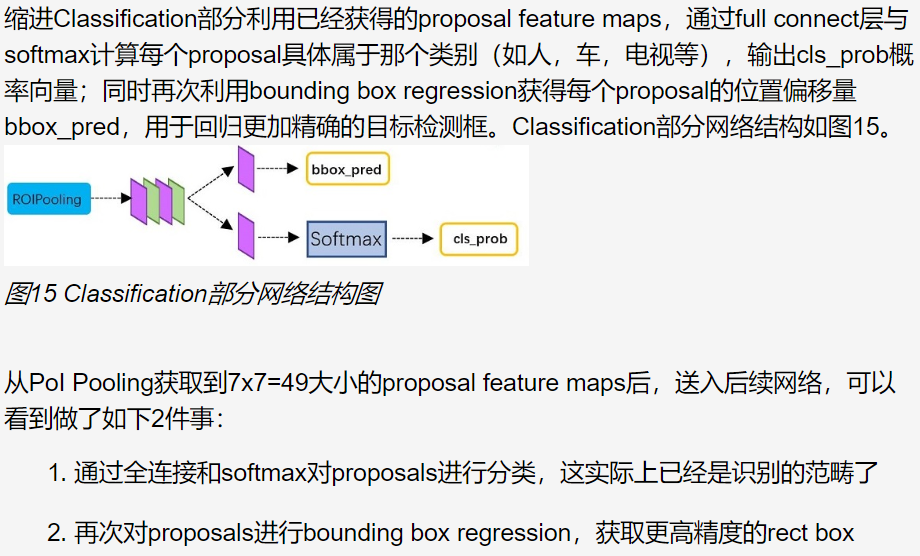 缩进Classification部分利用已经获得的proposal feature maps，通过full connect层与
softmax计算每个proposal具体属于那个类别（如人，车，电视等），输出cls_prob概
率向量；同时再次利用bounding box regression获得每个proposal的位置偏移量
bbox_pred，用于回归更加精确的目标检测框。Classification部分网络结构如图15。
bbox_pred
ROIPooling
Softmax
cls_prob
图15 Classification部分网络结构图
从PoI Pooling获取到7x7=49大小的proposal feature maps后，送入后续网络，可以
看到做了如下2件事：
1. 通过全连接和softmax对proposals进行分类，这实际上已经是识别的范畴了
2. 再次对proposals进行bounding box regression，获取更高精度的rect box